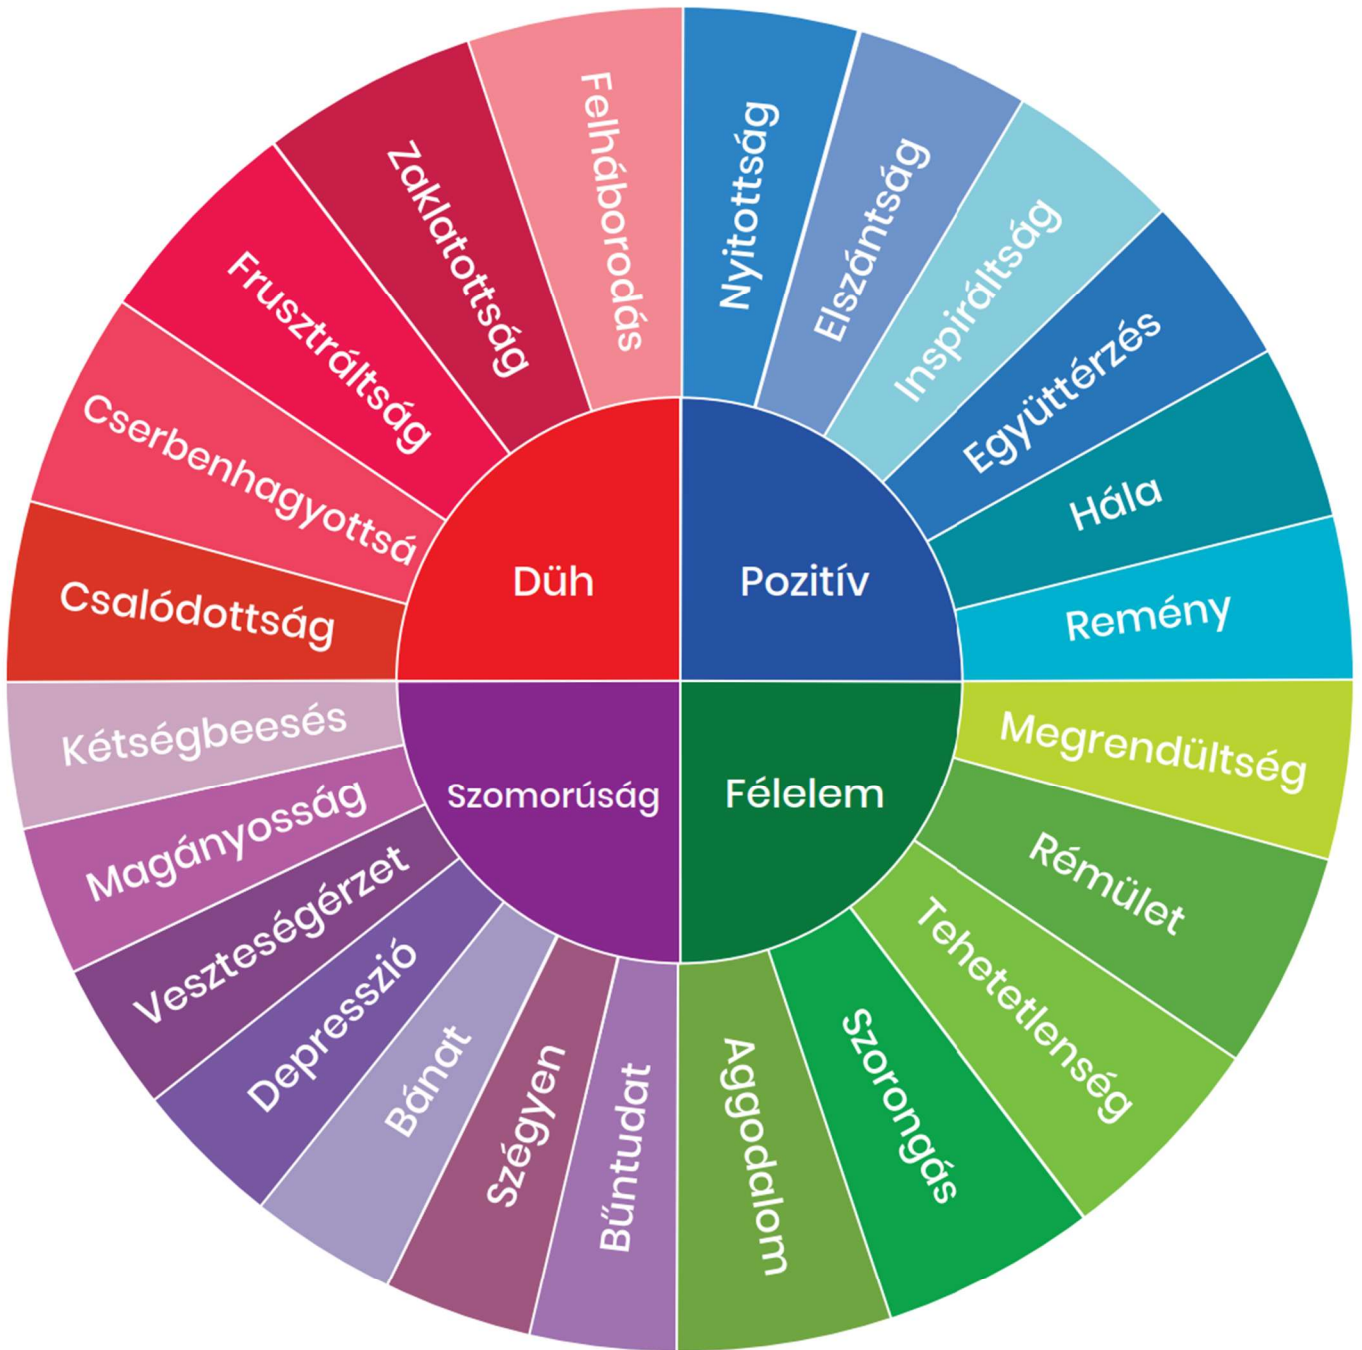 Düh
Pozitív
Szomorúság
Félelem
Nyitottság
Elszántság
Inspiráltság
Együttérzés
Hála
Remény
Megrendültség
Rémület
Tehetetlenség
Szorongás
Aggodalom
Bűntudat
Szégyen
Bánat
Depresszió
Veszteségérzet
Magányosság
Kétségbeesés
Csalódottság
Cserbenhagyottsá
Frusztráltság
Zaklatottság
Felháborodás